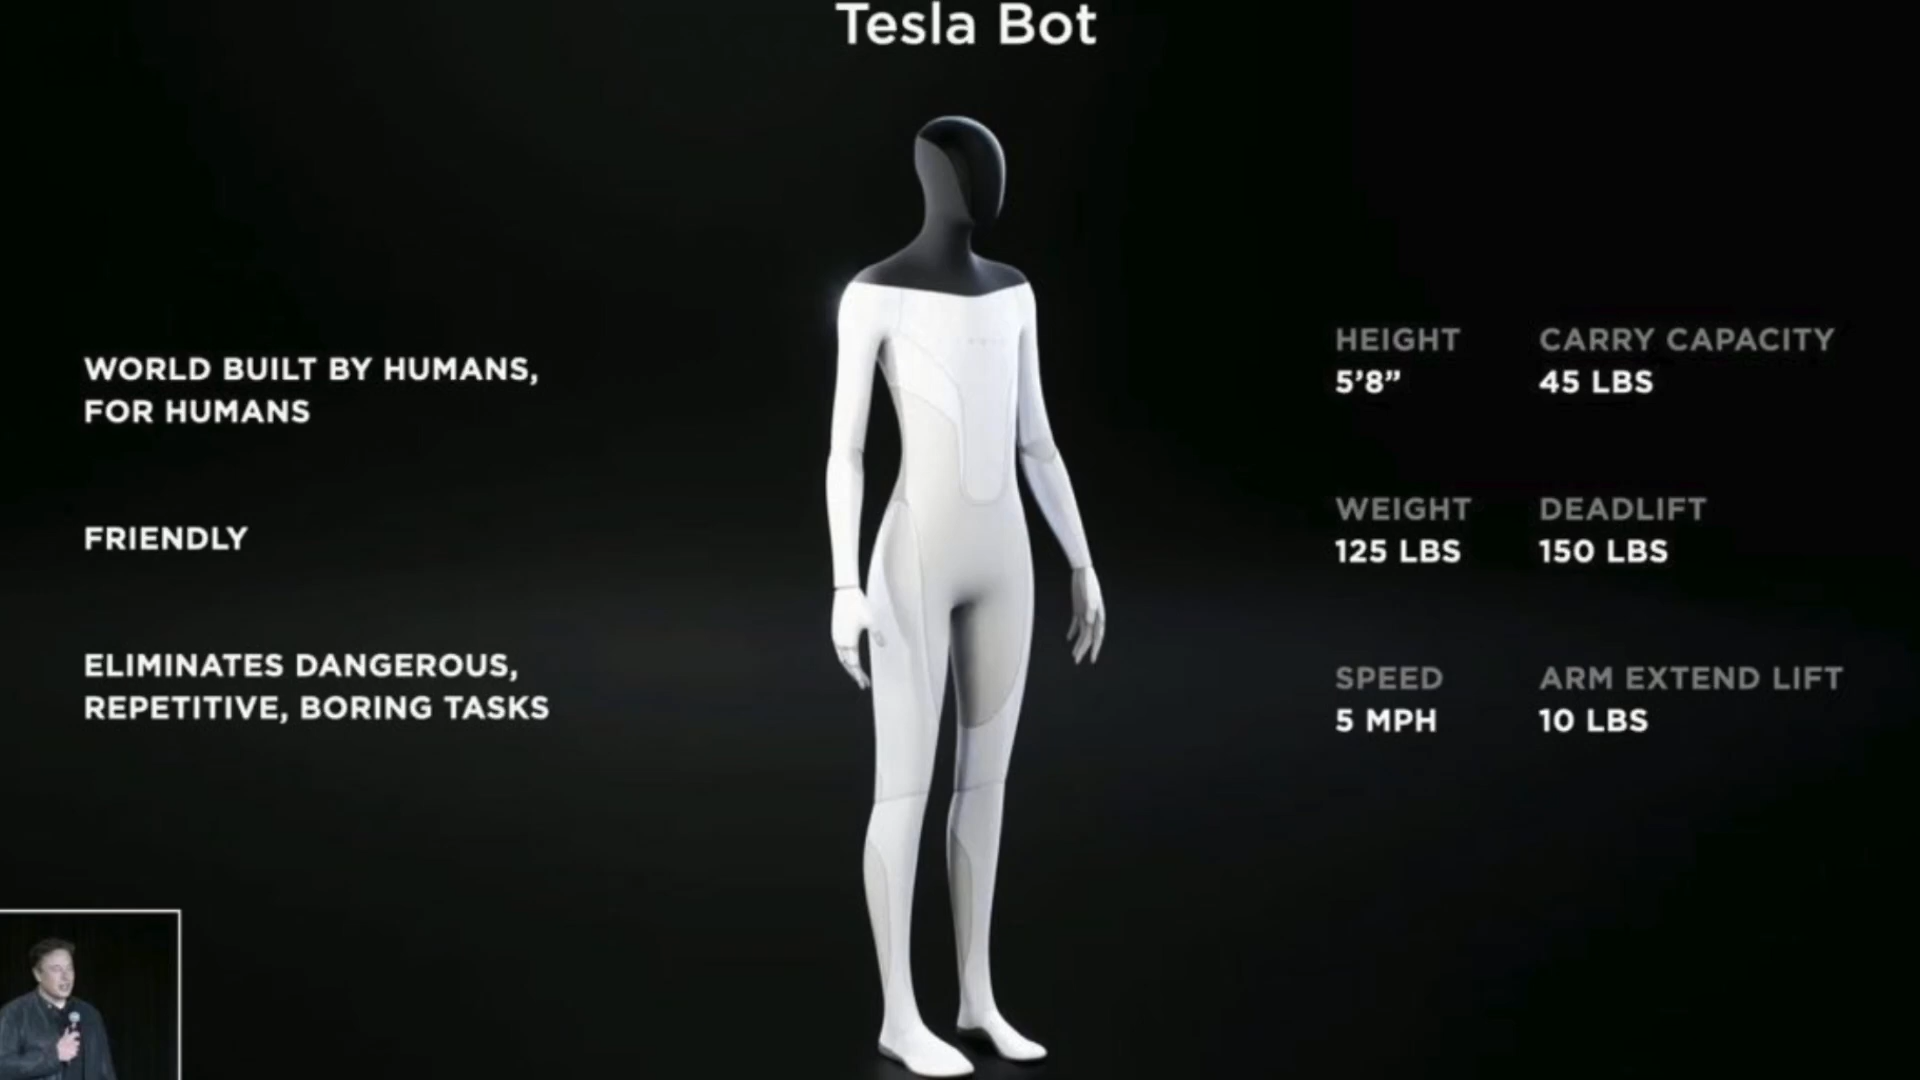 Tesla Bot
WORLD BUILT BY HUMANS,
FOR HUMANS
FRIENDLY
ELIMINATES DANGEROUS,
REPETITIVE, BORING TASKS
HEIGHT
5’8”
CARRY CAPACITY
45 LBS
WEIGHT
125 LBS
DEADLIFT
150 LBS
SPEED
5 MPH
ARM EXTEND LIFT
10 LBS